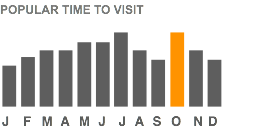 POPULAR TIME TO VISIT
J F M A M J J A S O N D